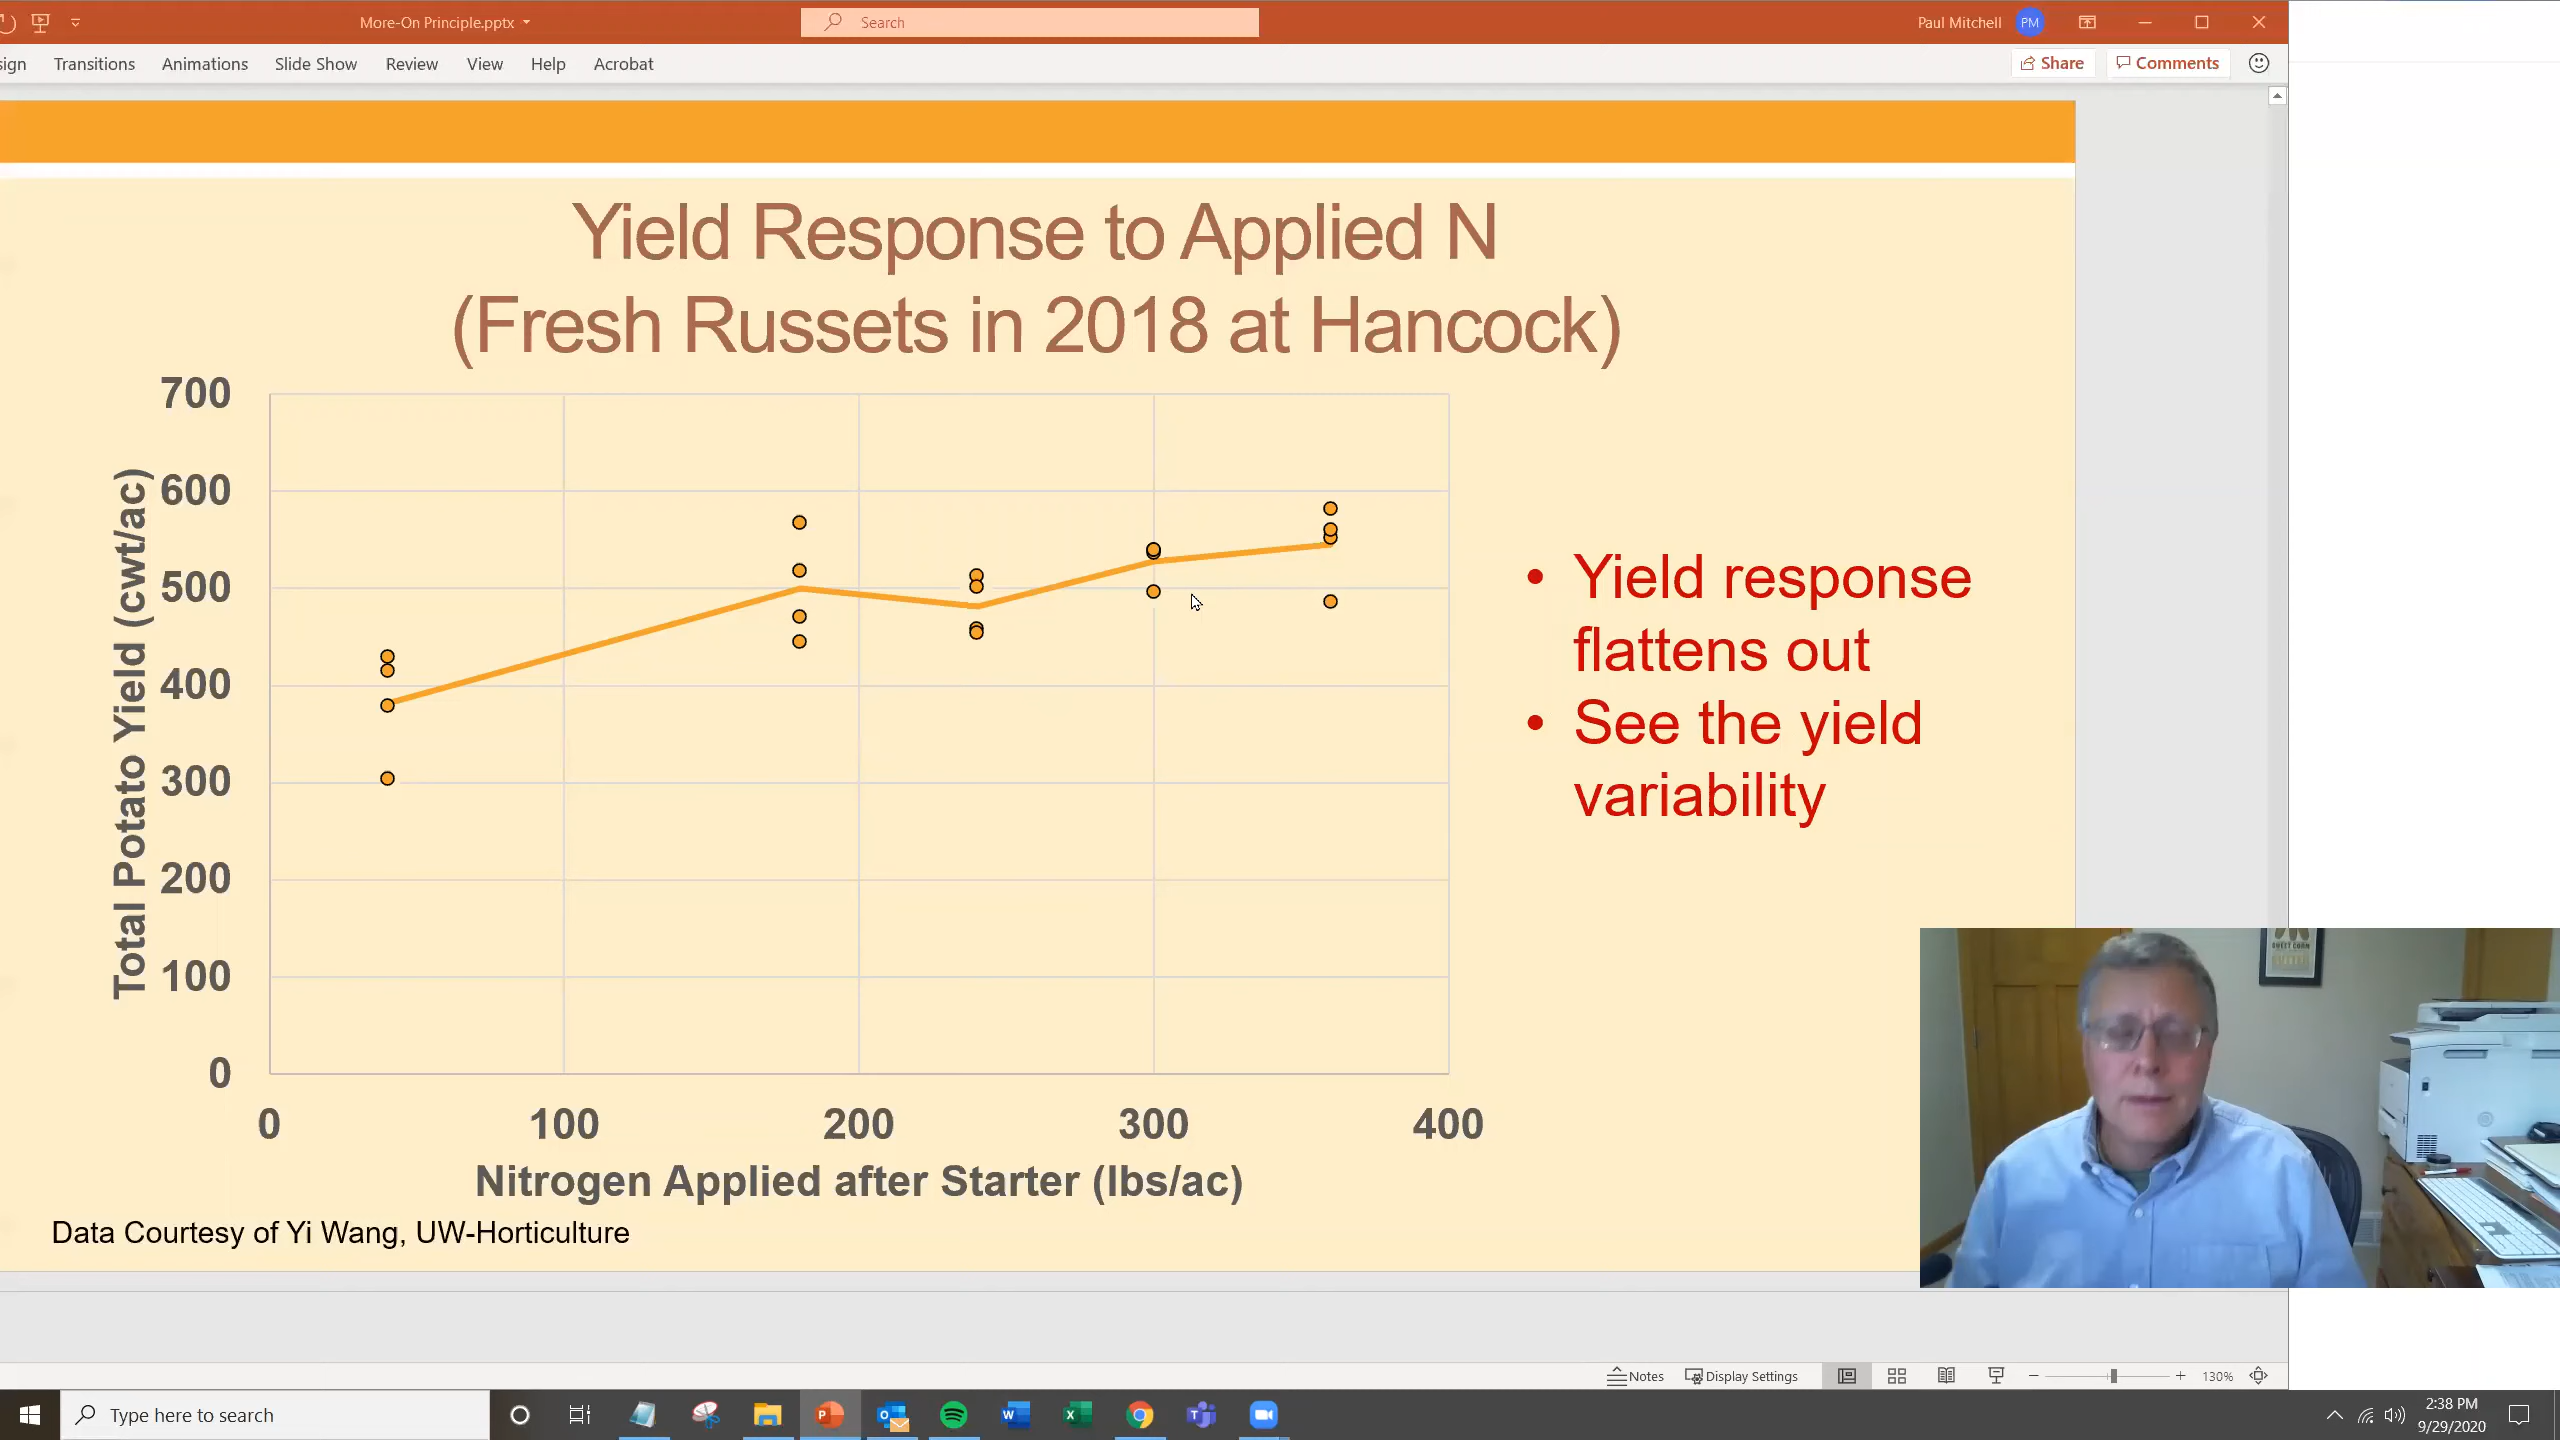 More-On Principle.pptx
Search
Paul Mitchell
PM
sign Transitions Animations Slide Show Review View Help Acrobat
Share
Comments
Yield Response to Applied N
(Fresh Russets in 2018 at Hancock)
700
600
500
400
300
200
100
0
Total Potato Yield (cwt/ac)
0 100 200 300 400
Nitrogen Applied after Starter (lbs/ac)
• Yield response
flattens out
• See the yield
variability
Data Courtesy of Yi Wang, UW-Horticulture
SWEET CORN
Notes
Display Settings
130%
Type here to search
2:38 PM
9/29/2020